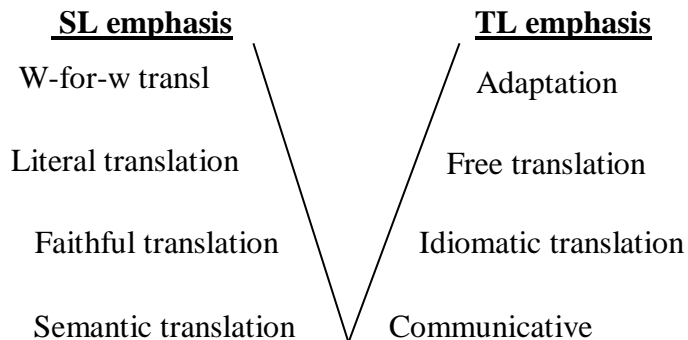 SL emphasis TL emphasis
W-for-w transl Adaptation
Literal translation Free translation
Faithful translation Idiomatic translation
Semantic translation Communicative